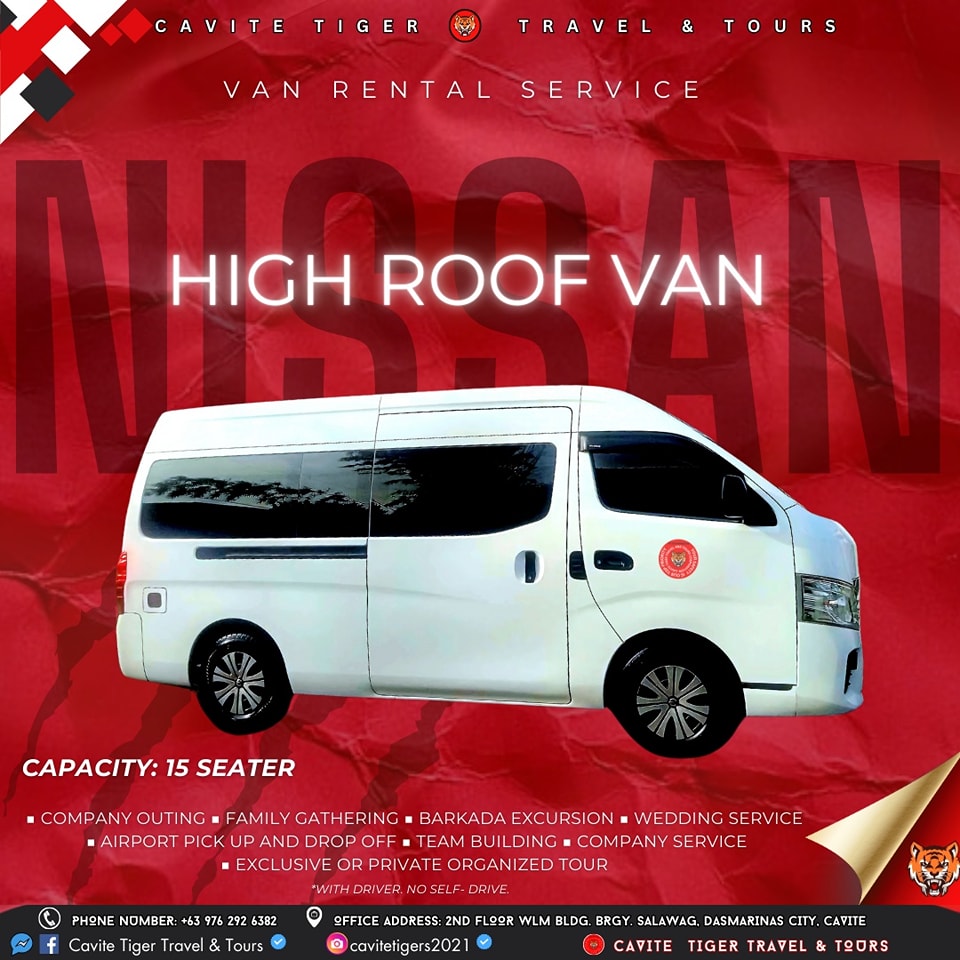 CAVITE TIGER TRAVEL & TOURS
VAN RENTAL SERVICE
NISSAN
HIGH ROOF VAN
CAPACITY: 15 SEATER
▪ COMPANY OUTING ▪ FAMILY GATHERING ▪ BARKADA EXCURSION ▪ WEDDING SERVICE
▪ AIRPORT PICK UP AND DROP OFF ▪ TEAM BUILDING ▪ COMPANY SERVICE
▪ EXCLUSIVE OR PRIVATE ORGANIZED TOUR
*WITH DRIVER. NO SELF- DRIVE.
PHONE NUMBER: +63 976 292 6382 OFFICE ADDRESS: 2ND FLOOR WLM BLDG. BRGY. SALAWAG, DASMARINAS CITY, CAVITE
Cavite Tiger Travel & Tours cavitetigers2021 CAVITE TIGER TRAVEL & TOURS